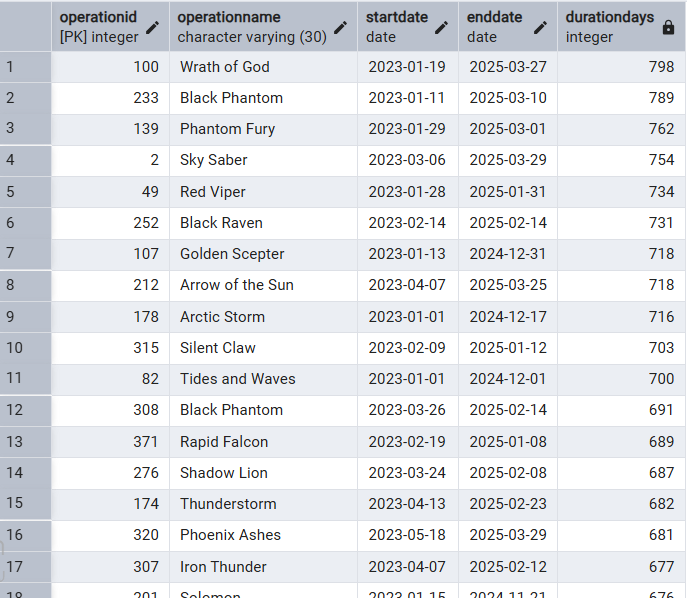 operationid operationname startdate enddate durationdays
[PK] integer character varying (30) date date integer
1 100 Wrath of God 2023-01-19 2025-03-27 798
2 233 Black Phantom 2023-01-11 2025-03-10 789
3 139 Phantom Fury 2023-01-29 2025-03-01 762
4 2 Sky Saber 2023-03-06 2025-03-29 754
5 49 Red Viper 2023-01-28 2025-01-31 734
6 252 Black Raven 2023-02-14 2025-02-14 731
7 107 Golden Scepter 2023-01-13 2024-12-31 718
8 212 Arrow of the Sun 2023-04-07 2025-03-25 718
9 178 Arctic Storm 2023-01-01 2024-12-17 716
10 315 Silent Claw 2023-02-09 2025-01-12 703
11 82 Tides and Waves 2023-01-01 2024-12-01 700
12 308 Black Phantom 2023-03-26 2025-02-14 691
13 371 Rapid Falcon 2023-02-19 2025-01-08 689
14 276 Shadow Lion 2023-03-24 2025-02-08 687
15 174 Thunderstorm 2023-04-13 2025-02-23 682
16 320 Phoenix Ashes 2023-05-18 2025-03-29 681
17 307 Iron Thunder 2023-04-07 2025-02-12 677
18 201 Solomon 2023-01-15 2024-11-21 676